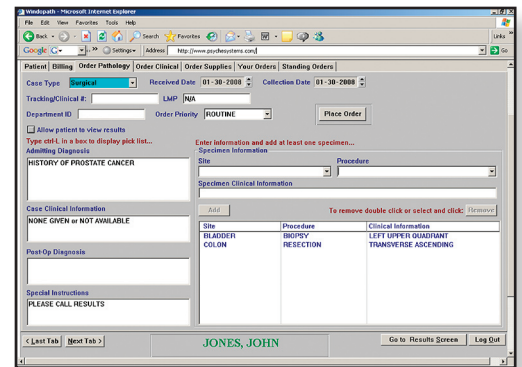 Windopath - Microsoft Internet Explorer
File Edit View Favorites Tools Help
Back Search Favorites Links »
Google G Settings Address http://www.psychesystems.com/ Go
Patient Billing Order Pathology Order Clinical Order Supplies Your Orders Standing Orders
Case Type Surgical Received Date 01-30-2008 Collection Date 01-30-2008
Tracking/Clinical #: LMP N/A
Department ID Order Priority ROUTINE Place Order
Allow patient to view results
Type ctrl-L in a box to display pick list... Enter information and add at least one specimen...
Admitting Diagnosis
HISTORY OF PROSTATE CANCER
Specimen Information
Site Procedure
Specimen Clinical Information
Add To remove double click or select and click: Remove
Case Clinical Information
NONE GIVEN or NOT AVAILABLE
Site Procedure Clinical Information
BLADDER BIOPSY LEFT UPPER QUADRANT
COLON RESECTION TRANSVERSE ASCENDING
Post-Op Diagnosis
Special Instructions
PLEASE CALL RESULTS
< Last Tab Next Tab > JONES, JOHN Go to Results Screen Log Out